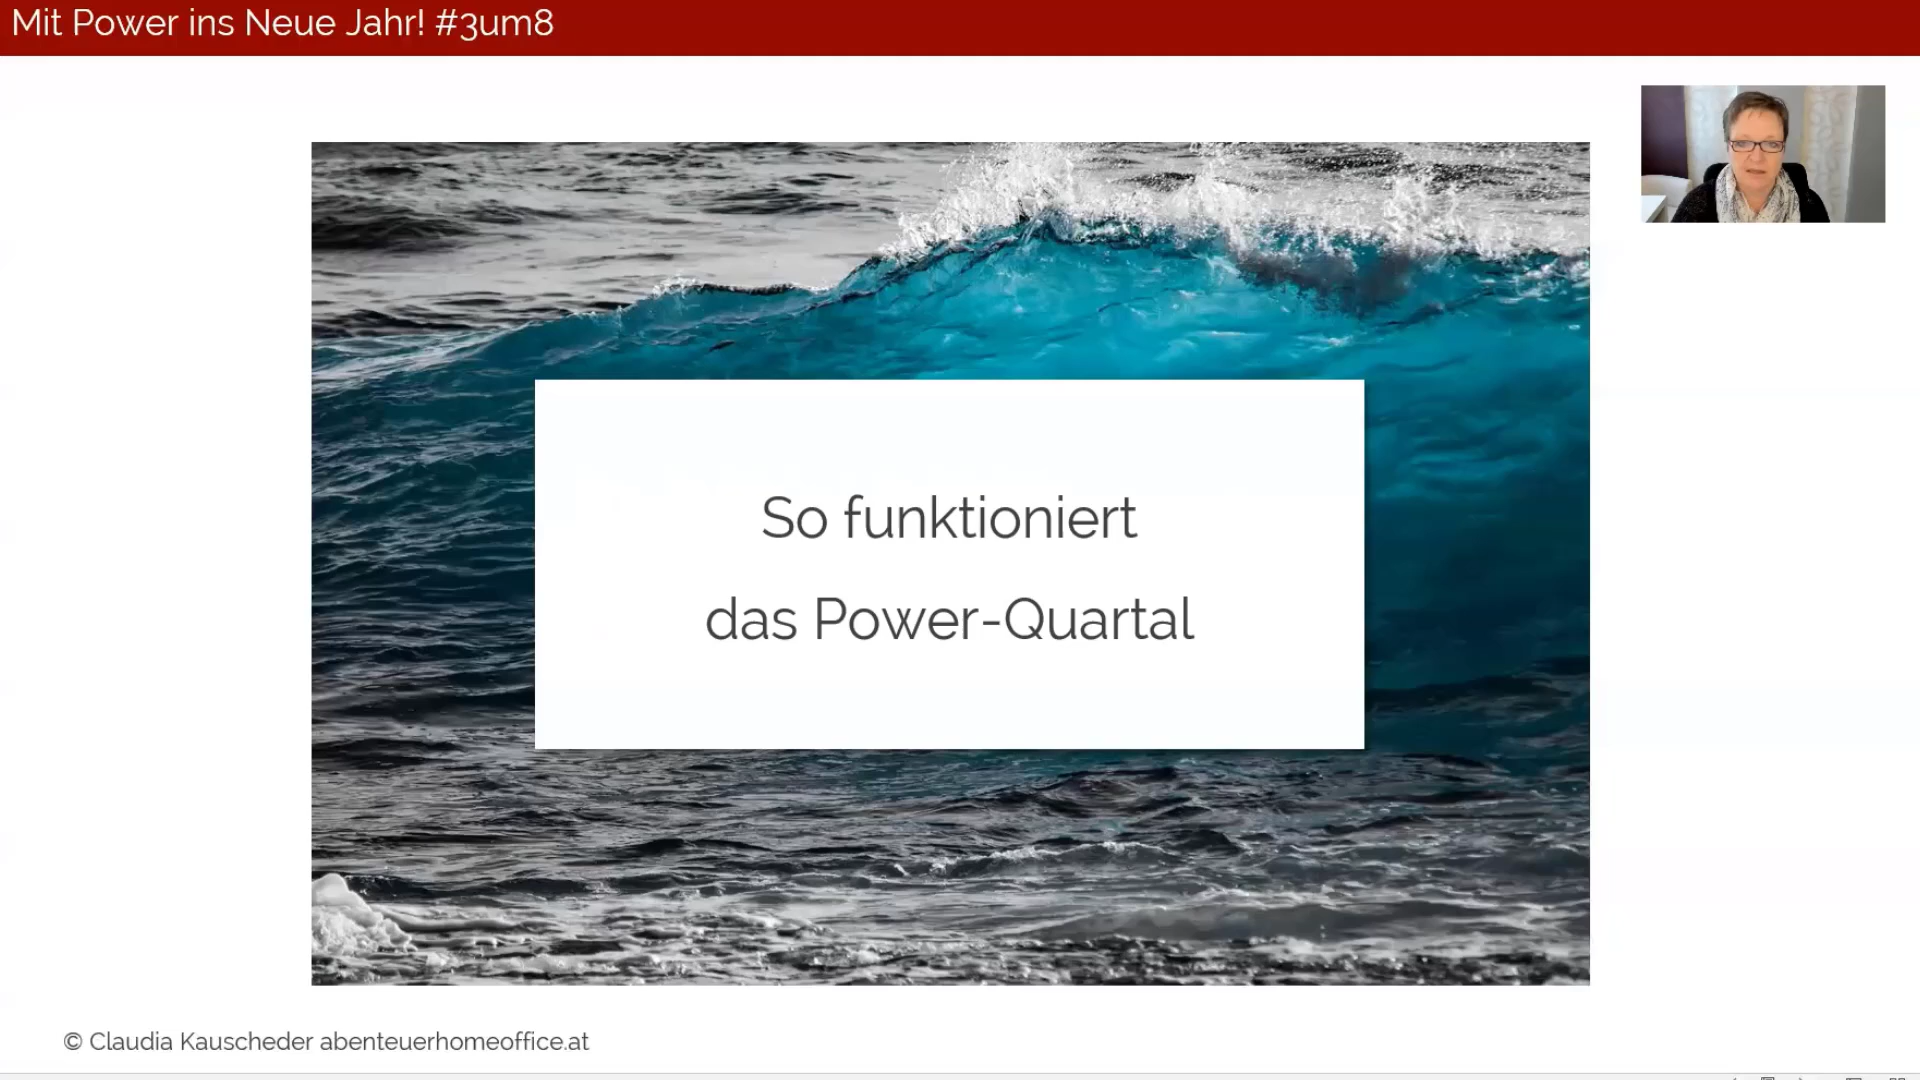 Mit Power ins Neue Jahr! #3um8
So funktioniert
das Power-Quartal
© Claudia Kauscheder abenteuerhomeoffice.at